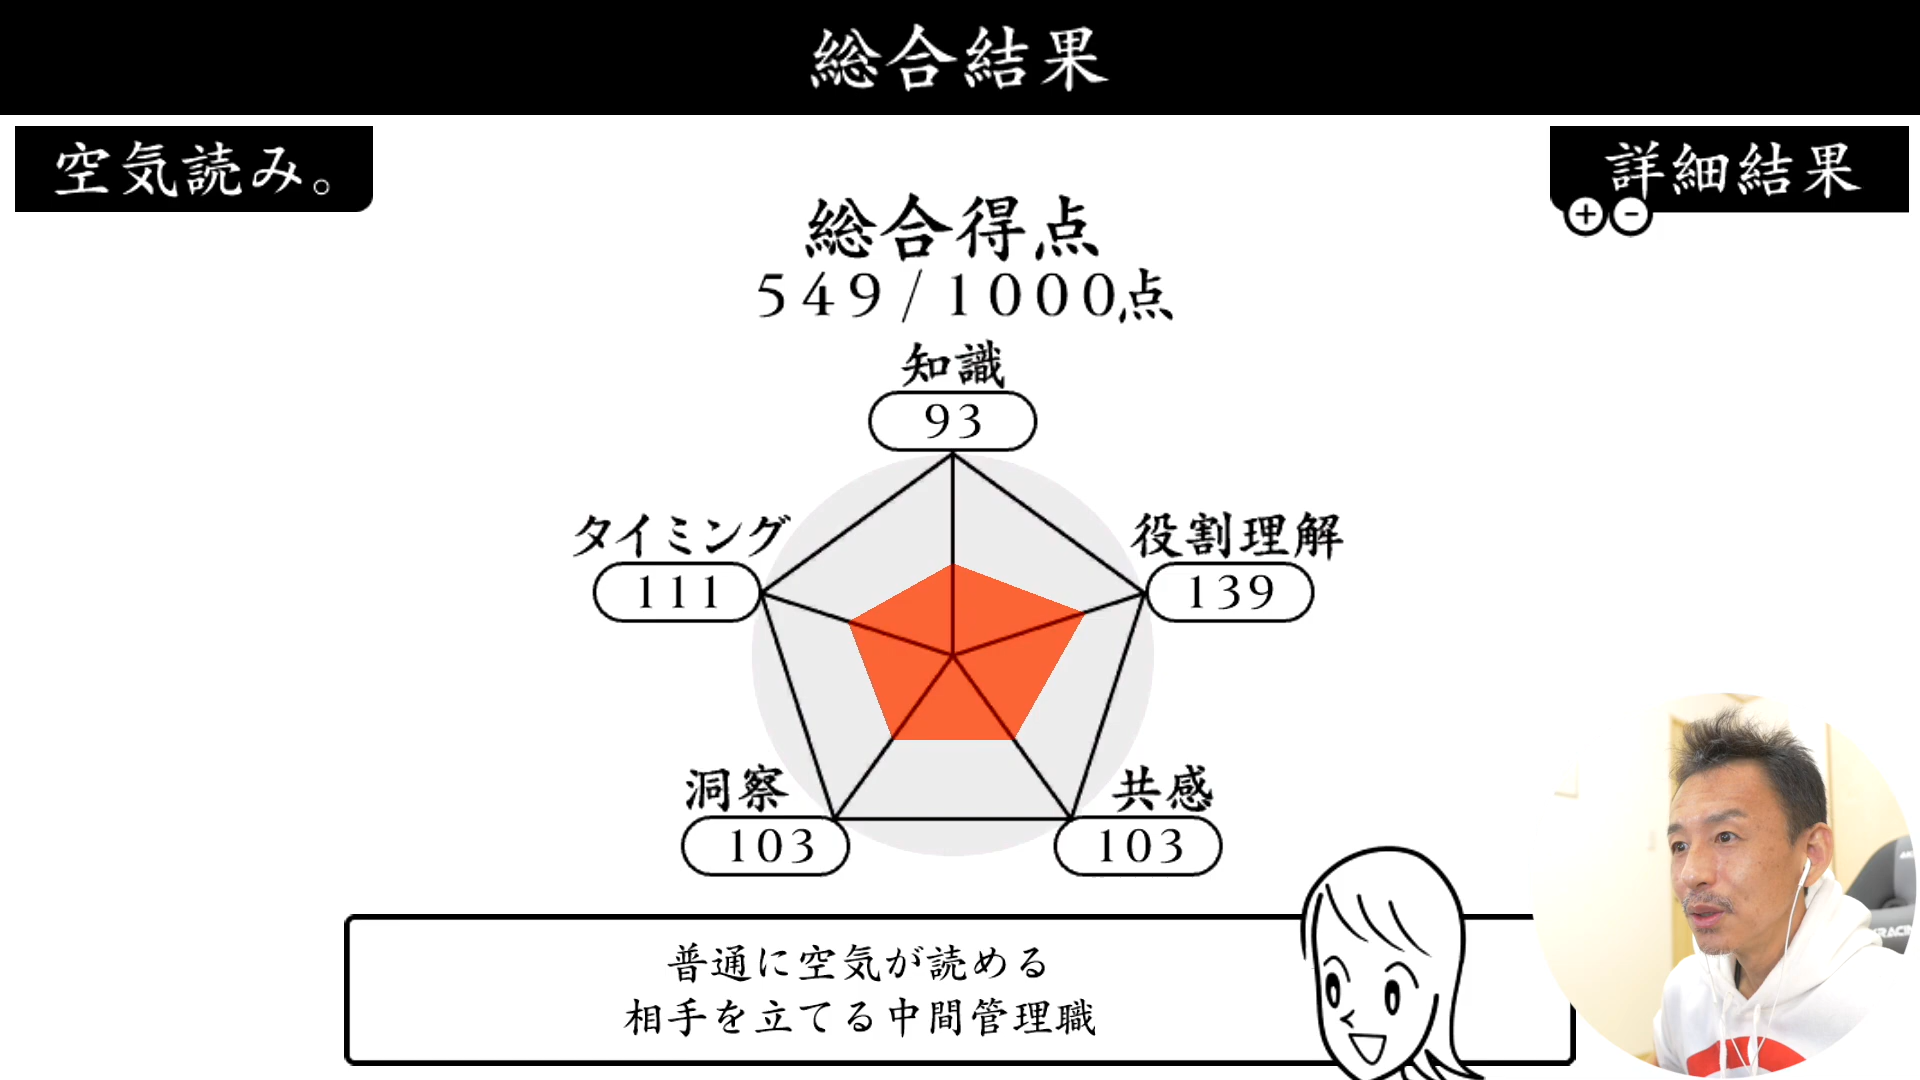 総合結果
空気読み。
詳細結果
総合得点
549/1000点
知識
93
タイミング
111
役割理解
139
洞察
103
共感
103
普通に空気が読める
相手を立てる中間管理職